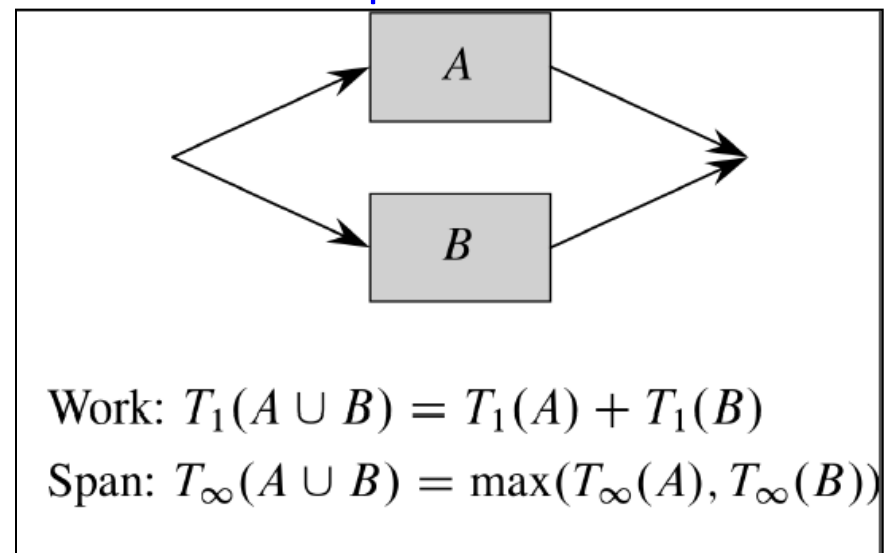 A
B
Work: T₁(A ∪ B) = T₁(A) + T₁(B)
Span: T∞(A ∪ B) = max(T∞(A), T∞(B))